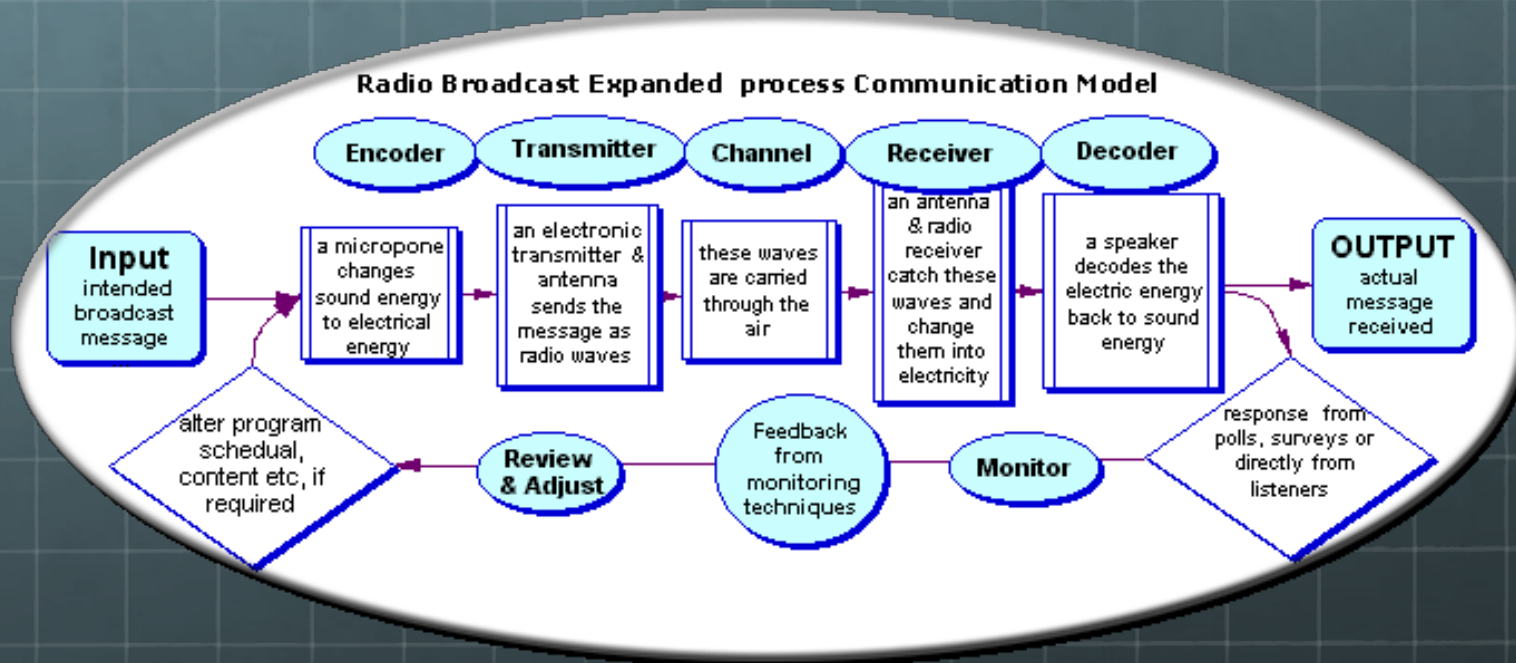 Radio Broadcast Expanded process Communication Model
Encoder
Transmitter
Channel
Receiver
Decoder
Input
intended
broadcast
message
a micropone
changes
sound energy
to electrical
energy
an electronic
transmitter &
antenna
sends the
message as
radio waves
these waves
are carried
through the
air
an antenna
& radio
receiver
catch these
waves and
change
them into
electricity
a speaker
decodes the
electric energy
back to sound
energy
OUTPUT
actual
message
received
alter program
schedual,
content etc, if
required
Review
& Adjust
Feedback
from
monitoring
techniques
Monitor
response from
polls, surveys or
directly from
listeners